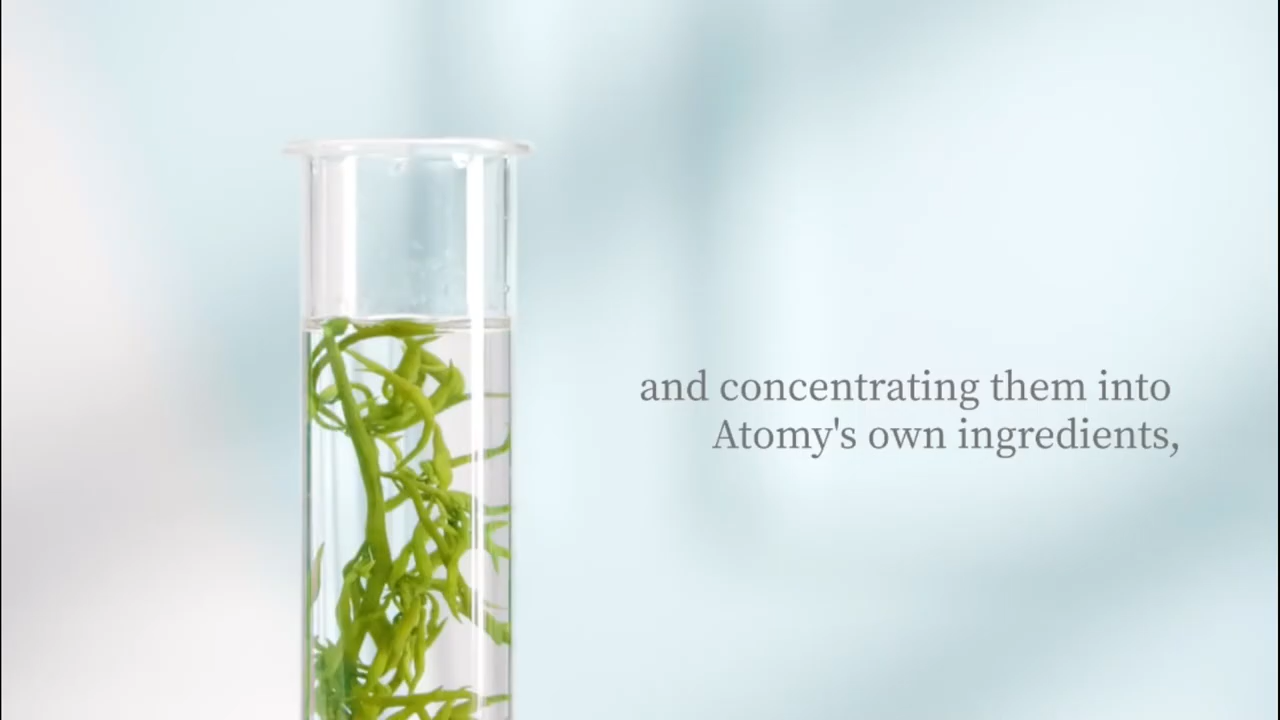 and concentrating them into
Atomy's own ingredients,